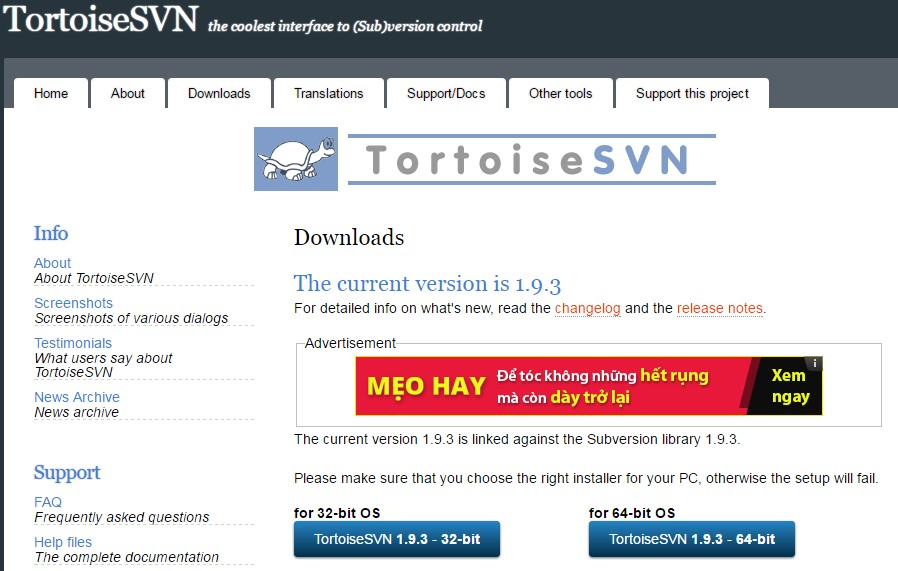 TortoiseSVN the coolest interface to (Sub)version control
Home About Downloads Translations Support/Docs Other tools Support this project
TortoiseSVN
Info
About
About TortoiseSVN
Screenshots
Screenshots of various dialogs
Testimonials
What users say about
TortoiseSVN
News Archive
News archive
Support
FAQ
Frequently asked questions
Help files
The complete documentation
Downloads
The current version is 1.9.3
For detailed info on what's new, read the changelog and the release notes.
Advertisement
MẸO HAY
Để tóc không những hết rụng
mà còn dày trở lại
Xem
ngay
i
The current version 1.9.3 is linked against the Subversion library 1.9.3.
Please make sure that you choose the right installer for your PC, otherwise the setup will fail.
for 32-bit OS
TortoiseSVN 1.9.3 - 32-bit
for 64-bit OS
TortoiseSVN 1.9.3 - 64-bit